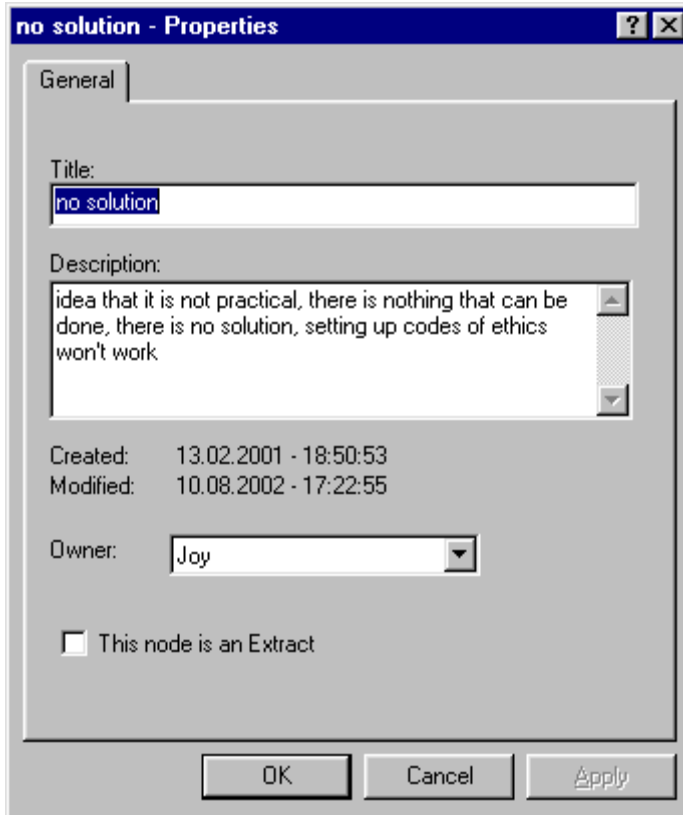 no solution - Properties
General
Title:
no solution
Description:
idea that it is not practical, there is nothing that can be
done, there is no solution, setting up codes of ethics
won't work
Created: 13.02.2001 - 18:50:53
Modified: 10.08.2002 - 17:22:55
Owner: Joy
This node is an Extract
OK Cancel Apply